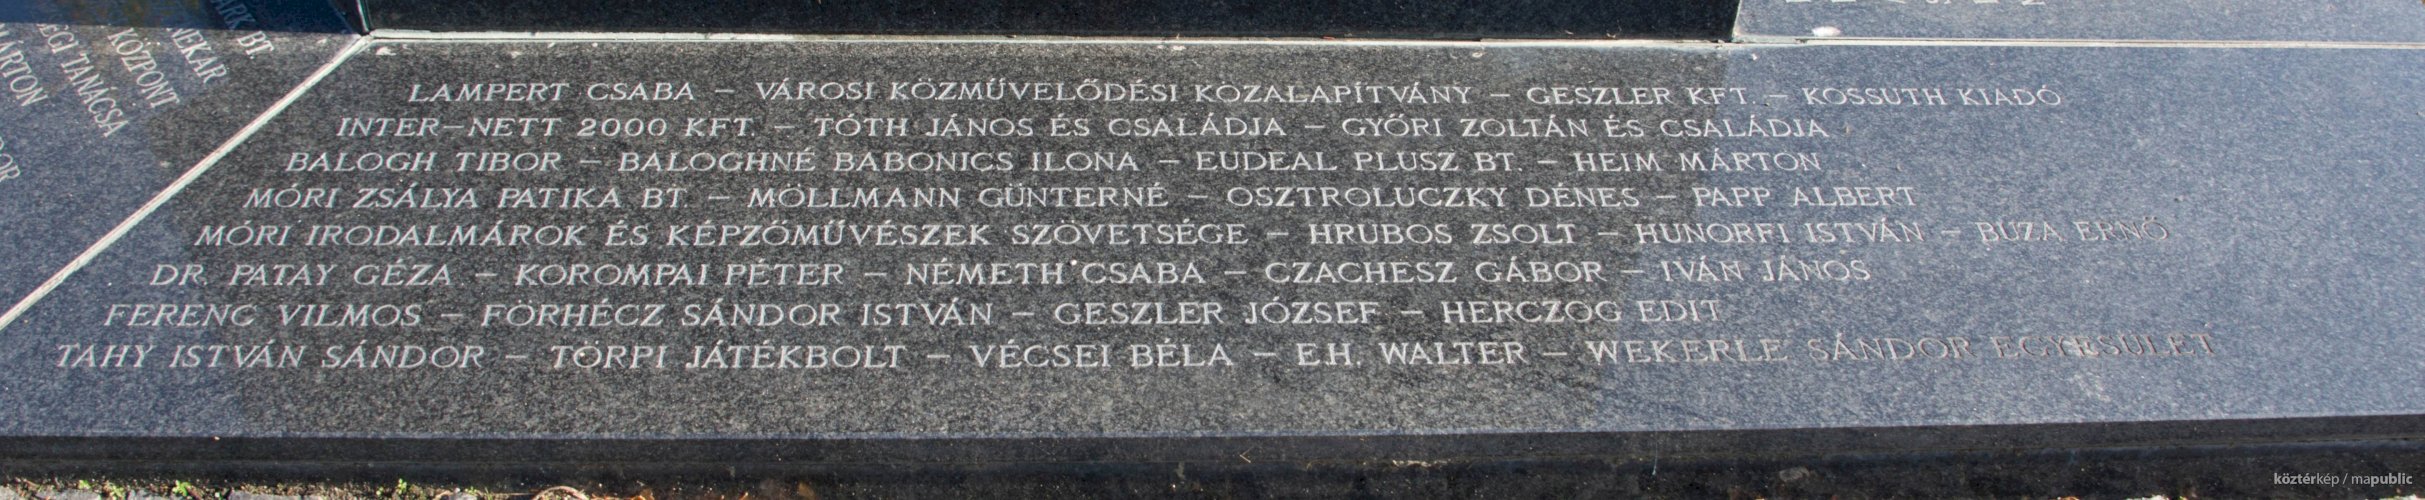 LAMPERT CSABA – VÁROSI KÖZMŰVELŐDÉSI KÖZALAPÍTVÁNY – GESZLER KFT. – KOSSUTH KIADÓ
INTER-NETT 2000 KFT. – TÓTH JÁNOS ÉS CSALÁDJA – GYŐRI ZOLTÁN ÉS CSALÁDJA
BALOGH TIBOR – BALOGHNÉ BABONICS ILONA – EUDEAL PLUSZ BT. – HEIM MÁRTON
MÓRI ZSÁLYA PATIKA BT. – MÖLLMANN GÜNTERNÉ – OSZTROLUCZKY DÉNES – PAPP ALBERT
MÓRI IRODALMÁROK ÉS KÉPZŐMŰVÉSZEK SZÖVETSÉGE – HRUBOS ZSOLT – HUNORFI ISTVÁN – BUZA ERNŐ
DR. PATAY GÉZA – KOROMPAI PÉTER – NÉMETH CSABA – CZACHESZ GÁBOR – IVÁN JÁNOS
FERENC VILMOS – FÖRHÉCZ SÁNDOR ISTVÁN – GESZLER JÓZSEF – HERCZOG EDIT
TAHY ISTVÁN SÁNDOR – TÖRPI JÁTÉKBOLT – VÉCSEI BÉLA – E.H. WALTER – WEKERLE SÁNDOR EGYESÜLET
BT.
KÖZPONT
TANÁCSA
köztérkép / mapublic